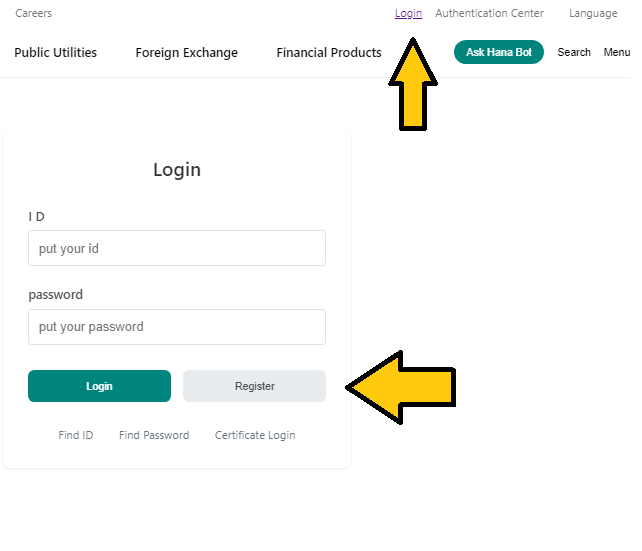 Careers Login Authentication Center Language
Public Utilities Foreign Exchange Financial Products Ask Hana Bot Search Menu
Login
I D
put your id
password
put your password
Login Register
Find ID Find Password Certificate Login